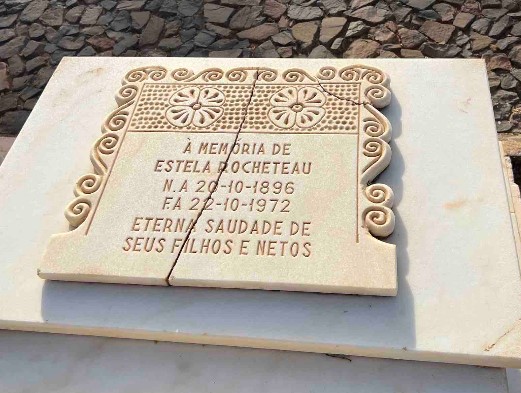 À MEMÓRIA DE
ESTELA ROCHETEAU
N.A 20-10-1896
F.A 22-10-1972
ETERNA SAUDADE DE
SEUS FILHOS E NETOS